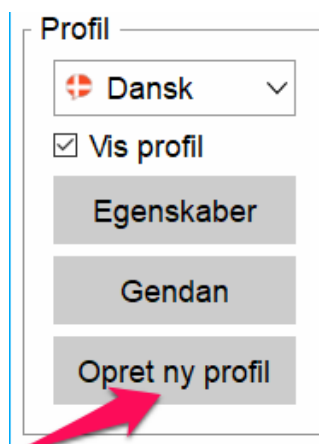 Profil
Dansk
Vis profil
Egenskaber
Gendan
Opret ny profil